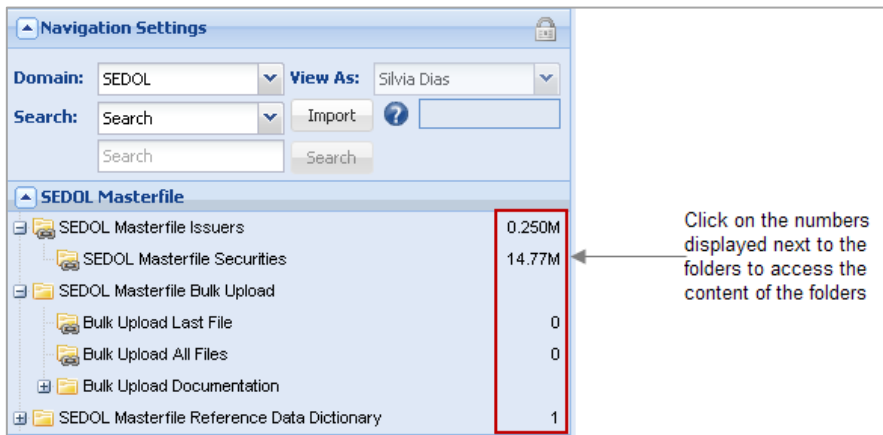 Navigation Settings
Domain: SEDOL View As: Silvia Dias
Search: Search Import ?
Search Search
SEDOL Masterfile
SEDOL Masterfile Issuers 0.250M
SEDOL Masterfile Securities 14.77M
SEDOL Masterfile Bulk Upload
Bulk Upload Last File 0
Bulk Upload All Files 0
Bulk Upload Documentation
SEDOL Masterfile Reference Data Dictionary 1
Click on the numbers
displayed next to the
folders to access the
content of the folders